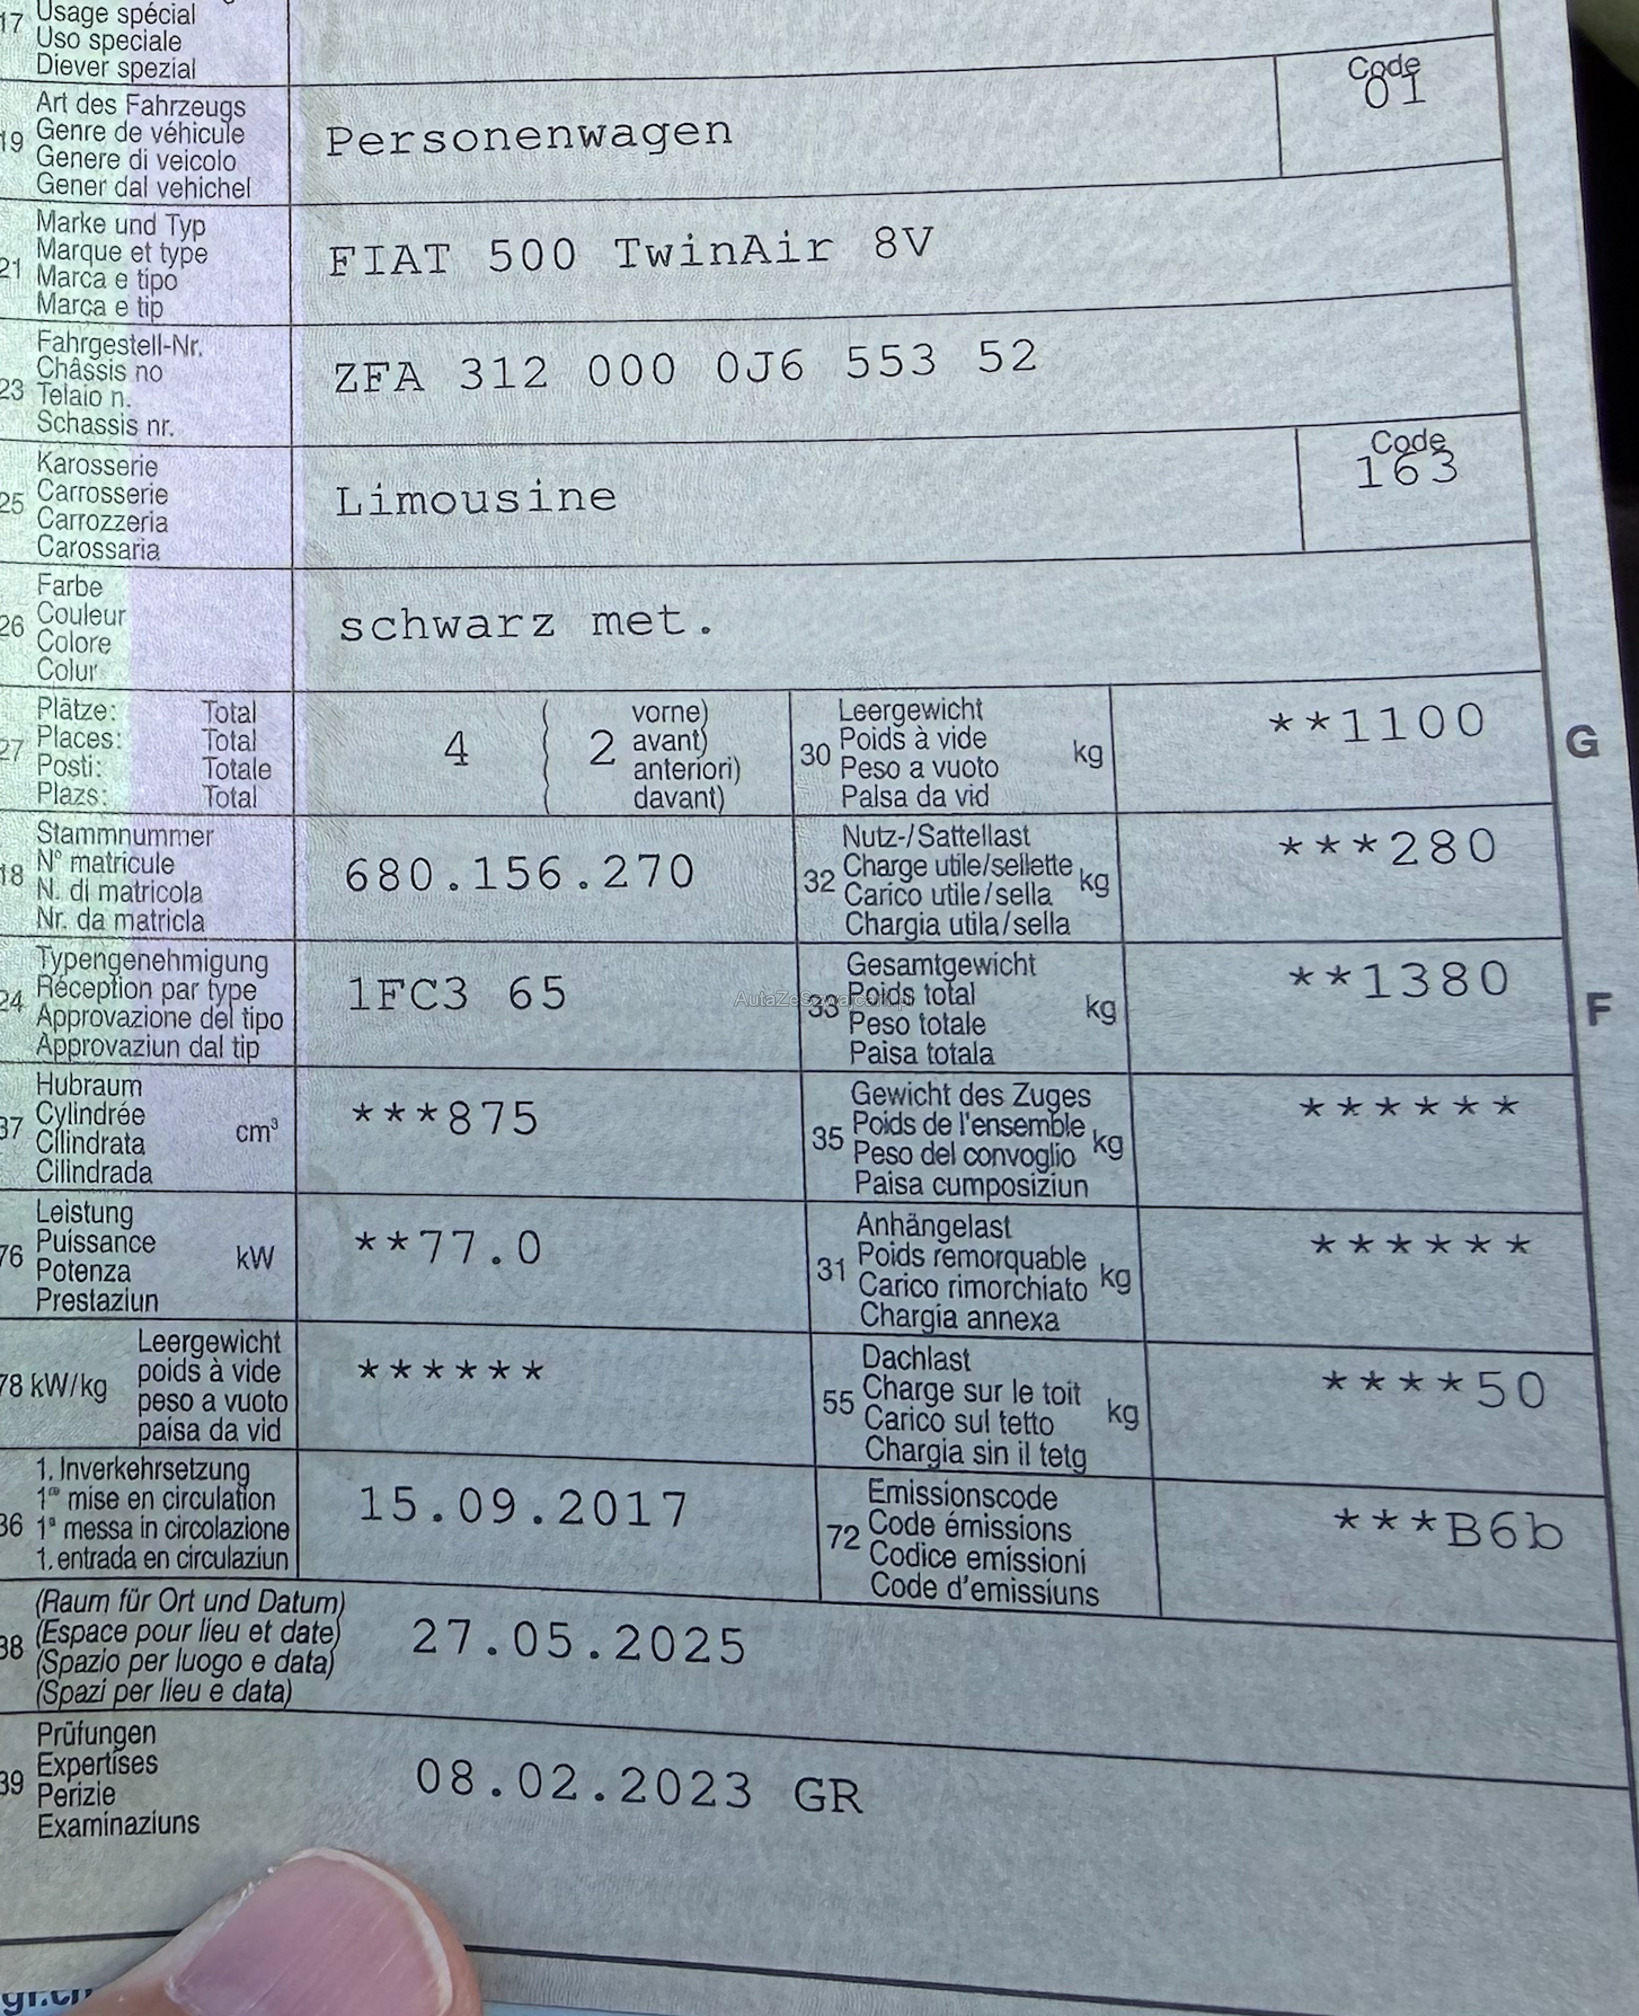 17 Usage spécial
Uso speciale
Diever spezial
19 Art des Fahrzeugs
Genre de véhicule
Genere di veicolo
Gener dal vehichel
Personenwagen
Code
01
21 Marke und Typ
Marque et type
Marca e tipo
Marca e tip
FIAT 500 TwinAir 8V
23 Fahrgestell-Nr.
Châssis no
Telaio n.
Schassis nr.
ZFA 312 000 0J6 553 52
25 Karosserie
Carrosserie
Carrozzeria
Carossaria
Limousine
Code
163
26 Farbe
Couleur
Colore
Colur
schwarz met.
27 Plätze: Total
Places: Total
Posti: Totale
Plazs: Total
4 2 vorne)
avant)
anteriori)
davant)
30 Leergewicht
Poids à vide
Peso a vuoto
Paisa da vid
kg
**1100
G
18 Stammnummer
N° matricule
N. di matricola
Nr. da matricla
680.156.270
32 Nutz-/Sattellast
Charge utile/sellette
Carico utile/sella
Chargia utila/sella
kg
***280
24 Typengenehmigung
Réception par type
Approvazione del tipo
Approvaziun dal tip
1FC3 65
AutaZeSzwajcarii.pl
33 Gesamtgewicht
Poids total
Peso totale
Paisa totala
kg
**1380
F
37 Hubraum
Cylindrée
Cilindrata
Cilindrada
cm³
***875
35 Gewicht des Zuges
Poids de l'ensemble
Peso del convoglio
Paisa cumposiziun
kg
******
76 Leistung
Puissance
Potenza
Prestaziun
kW
**77.0
31 Anhängelast
Poids remorquable
Carico rimorchiato
Chargia annexa
kg
******
78 kW/kg Leergewicht
poids à vide
peso a vuoto
paisa da vid
******
55 Dachlast
Charge sur le toit
Carico sul tetto
Chargia sin il tetg
kg
****50
36 1. Inverkehrsetzung
1re mise en circulation
1a messa in circolazione
1. entrada en circulaziun
15.09.2017
72 Emissionscode
Code émissions
Codice emissioni
Code d'emissiuns
***B6b
38 (Raum für Ort und Datum)
(Espace pour lieu et date)
(Spazio per luogo e data)
(Spazi per lieu e data)
27.05.2025
39 Prüfungen
Expertises
Perizie
Examinaziuns
08.02.2023 GR
gr.ch